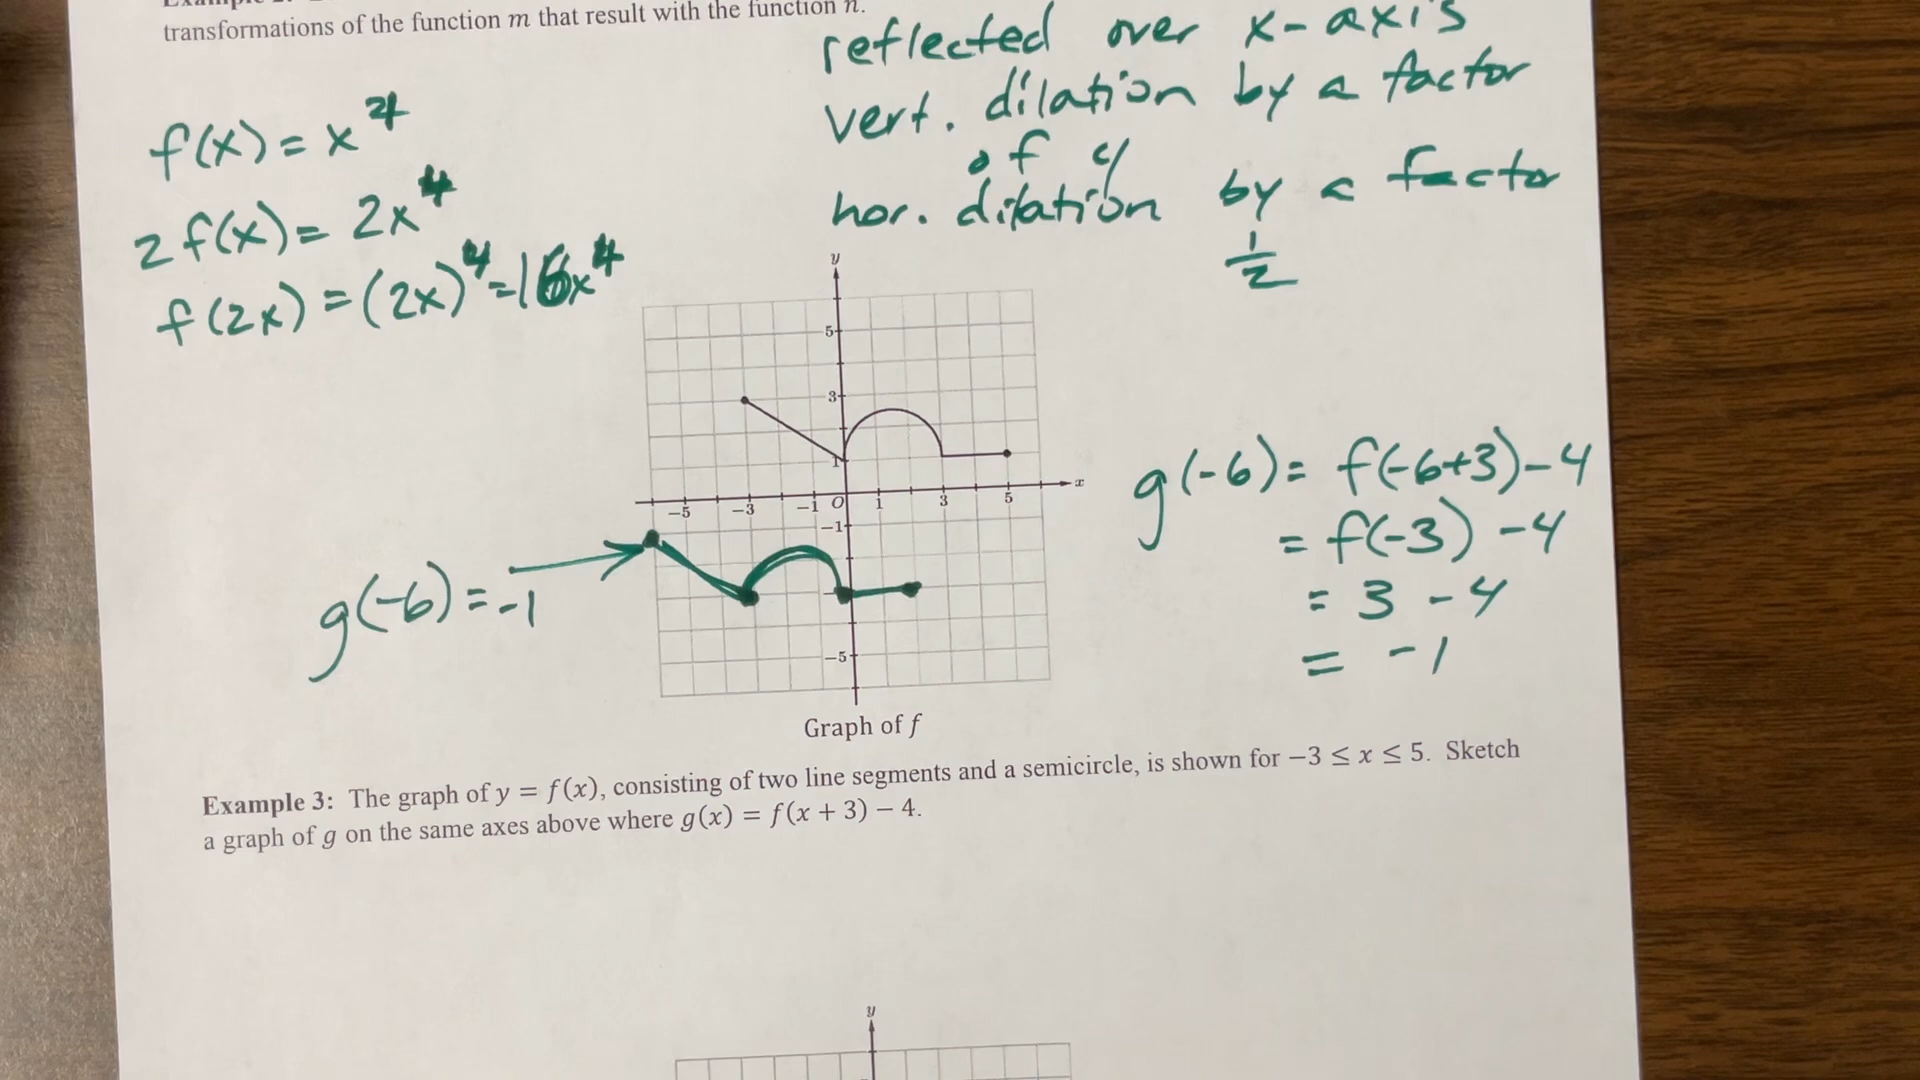 transformations of the function m that result with the function n.
reflected over x-axis
vert. dilation by a factor
of 4
hor. dilation by a factor
1/2
f(x) = x^4
2f(x) = 2x^4
f(2x) = (2x)^4 = 16x^4
y
5
3
1
-5 -3 -1 O 1 3 5 x
-1
-5
g(-6) = -1
g(-6) = f(-6+3) - 4
= f(-3) - 4
= 3 - 4
= -1
Graph of f
Example 3: The graph of y = f(x), consisting of two line segments and a semicircle, is shown for −3 ≤ x ≤ 5. Sketch
a graph of g on the same axes above where g(x) = f(x + 3) − 4.
y